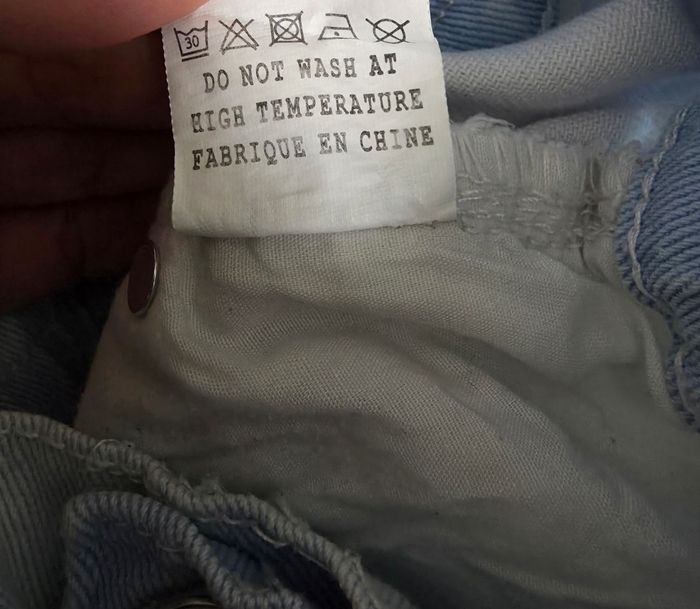 30
DO NOT WASH AT
HIGH TEMPERATURE
FABRIQUE EN CHINE